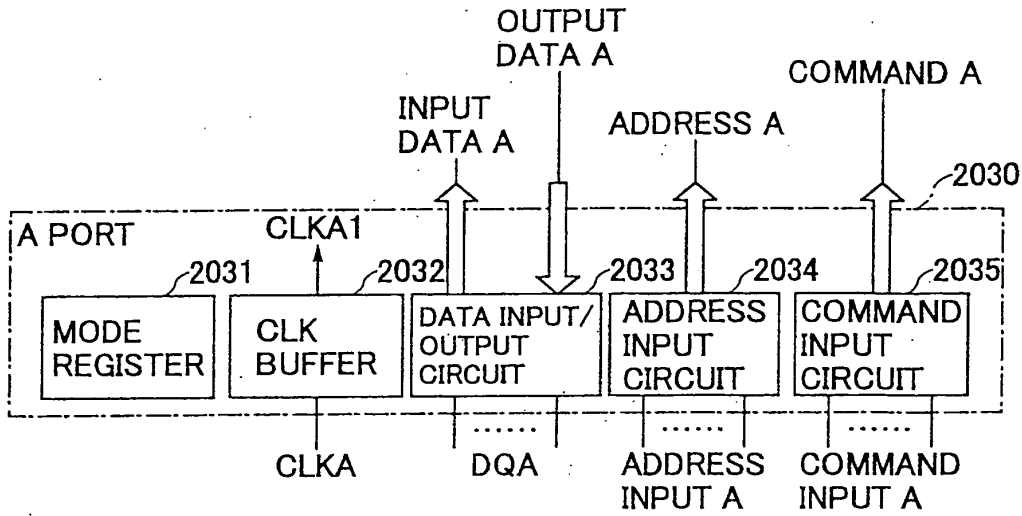 OUTPUT
DATA A
COMMAND A
INPUT
DATA A
ADDRESS A
2030
A PORT
CLKA1
2031
2032
2033
2034
2035
MODE
REGISTER
CLK
BUFFER
DATA INPUT/
OUTPUT
CIRCUIT
ADDRESS
INPUT
CIRCUIT
COMMAND
INPUT
CIRCUIT
......
......
......
CLKA
DQA
ADDRESS
INPUT A
COMMAND
INPUT A